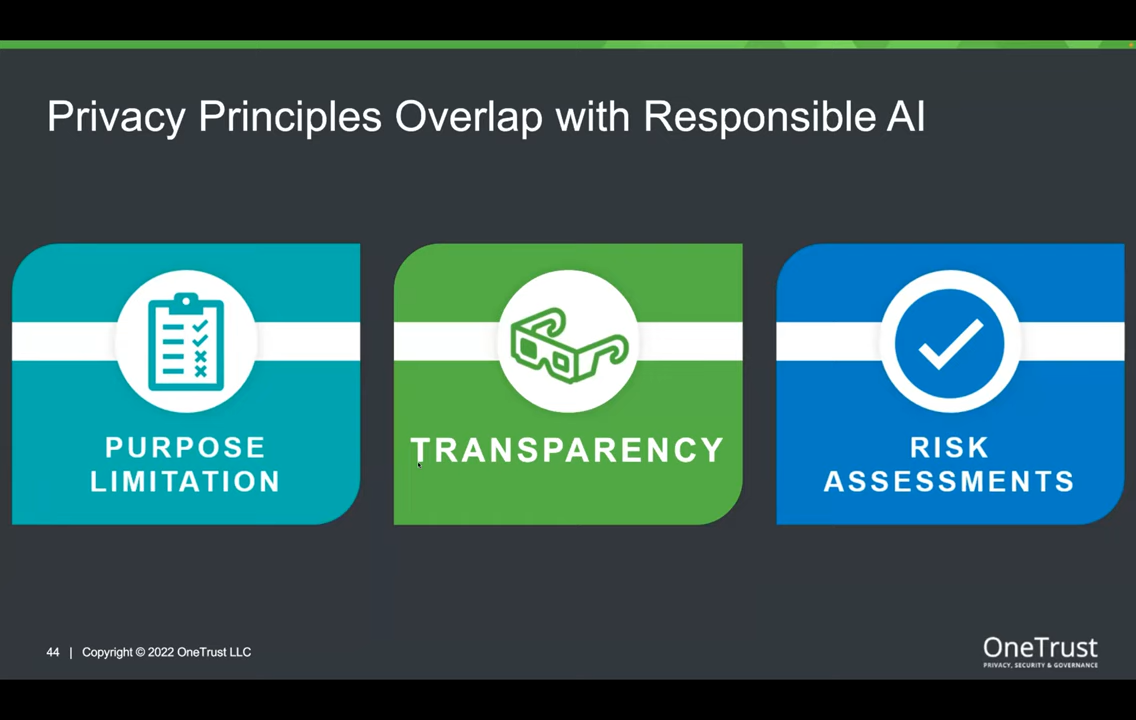 Privacy Principles Overlap with Responsible AI
PURPOSE
LIMITATION
TRANSPARENCY
RISK
ASSESSMENTS
44 | Copyright © 2022 OneTrust LLC
OneTrust
PRIVACY, SECURITY & GOVERNANCE